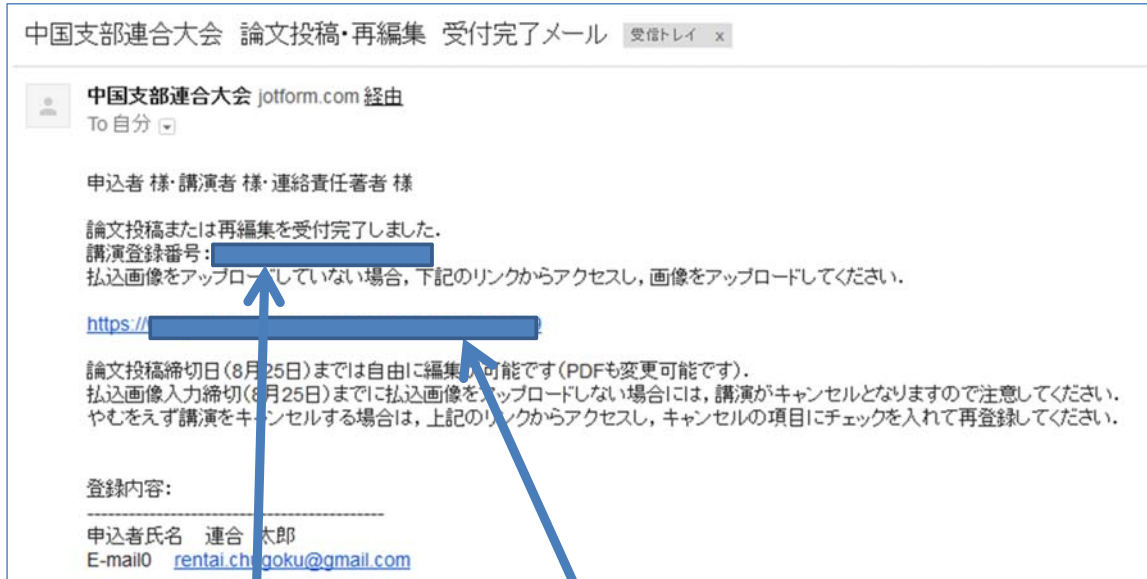 中国支部連合大会 論文投稿・再編集 受付完了メール 受信トレイ x
中国支部連合大会 jotform.com 経由
To 自分
申込者 様・講演者 様・連絡責任著者 様
論文投稿または再編集を受付完了しました.
講演登録番号:
払込画像をアップロードしていない場合, 下記のリンクからアクセスし, 画像をアップロードしてください.
https://
論文投稿締切日(8月25日)までは自由に編集 可能です(PDFも変更可能です).
払込画像入力締切(8月25日)までに払込画像をアップロードしない場合には, 講演がキャンセルとなりますので注意してください.
やむをえず講演をキャンセルする場合は, 上記のリンクからアクセスし, キャンセルの項目にチェックを入れて再登録してください.
登録内容:
----------------------------------------
申込者氏名 連合 太郎
E-mail0 rentai.chugoku@gmail.com